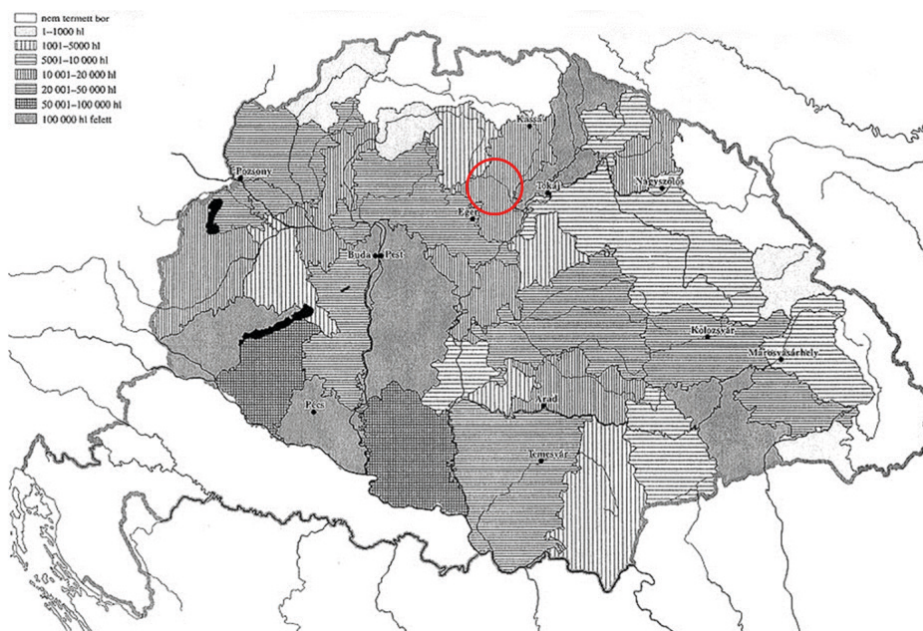 nem termett bor
1–1000 hl
1001–5000 hl
5001–10 000 hl
10 001–20 000 hl
20 001–50 000 hl
50 001–100 000 hl
100 000 hl felett
Kassa
Pozsony
Tokaj
Nagyszőlős
Eger
Buda Pest
Kolozsvár
Marosvásárhely
Pécs
Arad
Temesvár